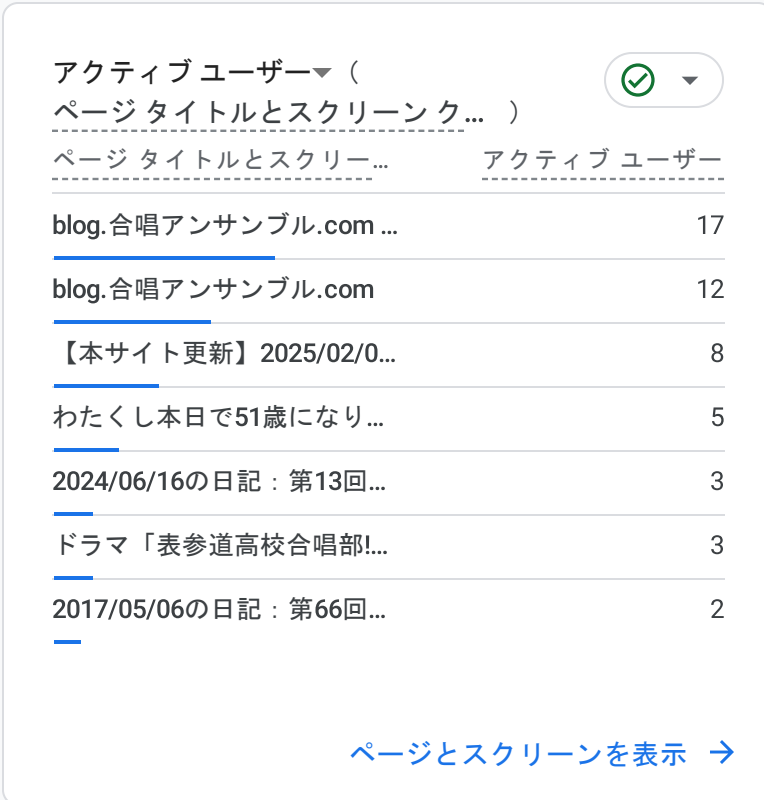 アクティブ ユーザー（
ページ タイトルとスクリーン ク... ）
ページ タイトルとスクリー... アクティブ ユーザー
blog.合唱アンサンブル.com ... 17
blog.合唱アンサンブル.com 12
【本サイト更新】2025/02/0... 8
わたくし本日で51歳になり... 5
2024/06/16の日記：第13回... 3
ドラマ「表参道高校合唱部!... 3
2017/05/06の日記：第66回... 2
ページとスクリーンを表示 →